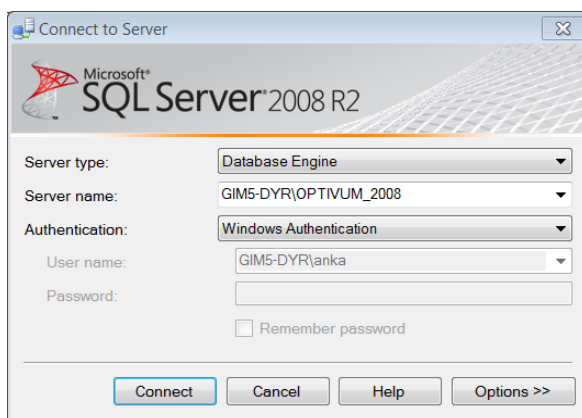 Connect to Server
Microsoft®
SQL Server® 2008 R2
Server type: Database Engine
Server name: GIM5-DYR\OPTIVUM_2008
Authentication: Windows Authentication
User name: GIM5-DYR\anka
Password:
Remember password
Connect Cancel Help Options >>